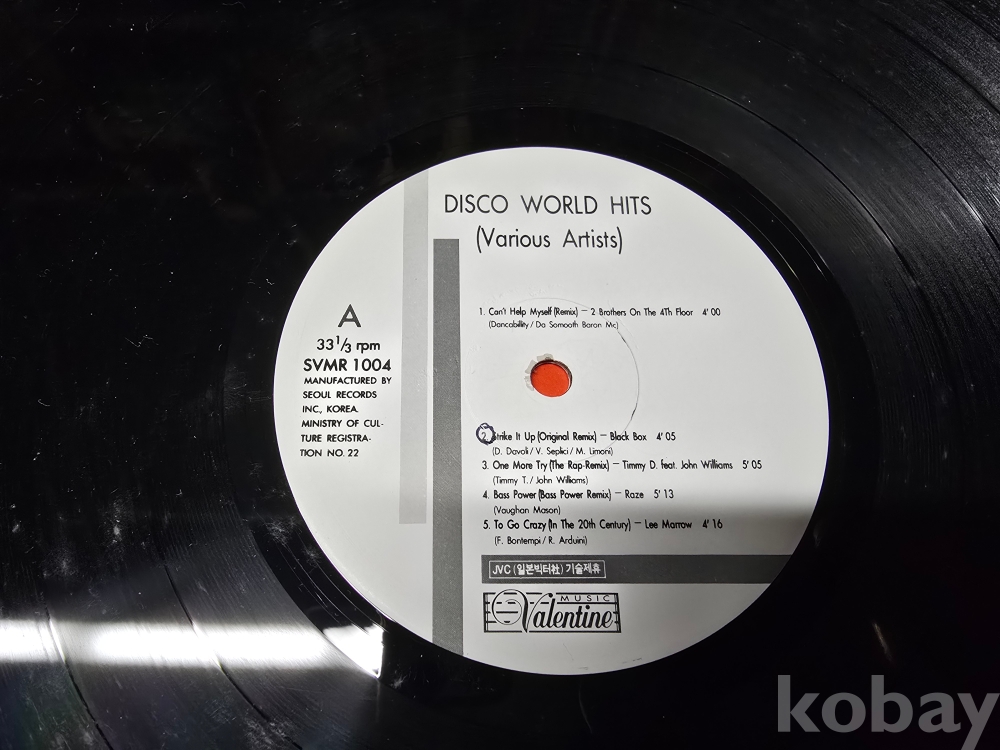 DISCO WORLD HITS
(Various Artists)
1. Can't Help Myself (Remix) – 2 Brothers On The 4Th Floor 4' 00
(Dancability / Da Somooth Baron Mc)
A
33 1/3 rpm
SVMR 1004
MANUFACTURED BY
SEOUL RECORDS
INC., KOREA.
MINISTRY OF CUL-
TURE REGISTRA-
TION NO. 22
2. Strike It Up (Original Remix) – Black Box 4' 05
(D. Davoli / V. Seplici / M. Limoni)
3. One More Try (The Rap-Remix) – Timmy D. feat. John Williams 5' 05
(Timmy T. / John Williams)
4. Bass Power (Bass Power Remix) – Raze 5' 13
(Vaughan Mason)
5. To Go Crazy (In The 20th Century) – Lee Marrow 4' 16
(F. Bontempi / R. Arduini)
JVC (일본빅터社) 기술제휴
MUSIC
Valentine
kobay